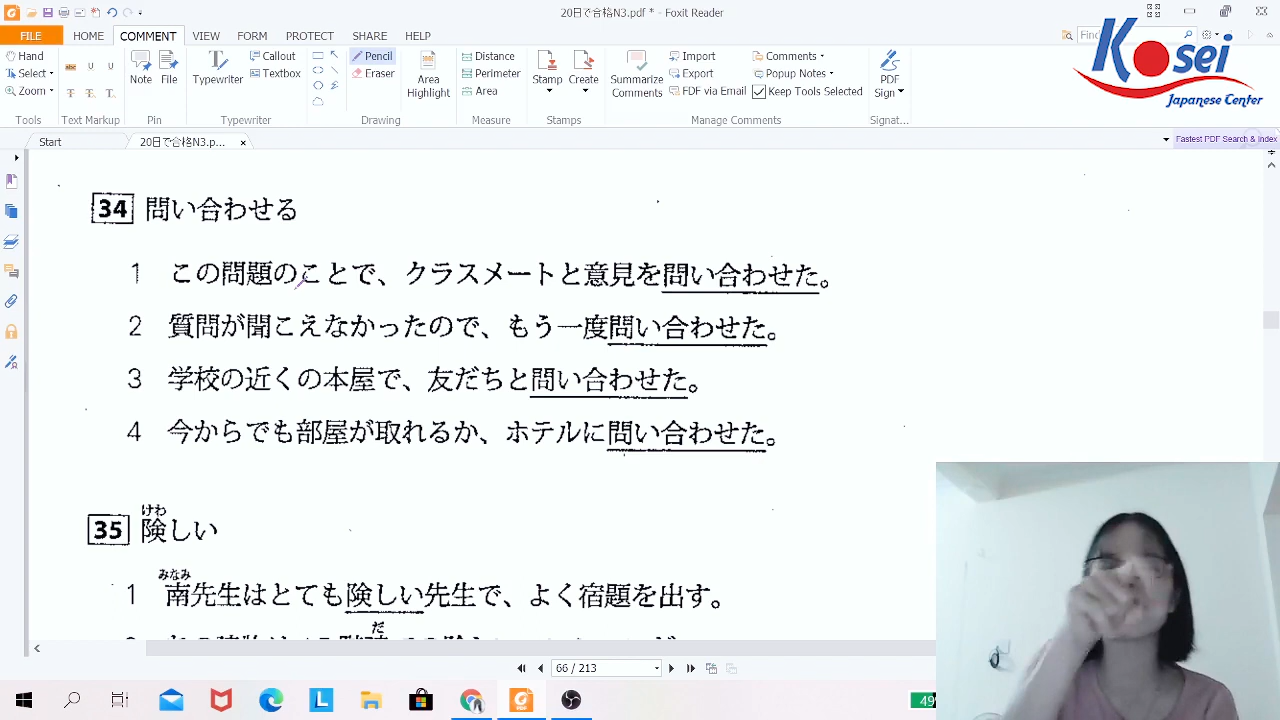 20日で合格N3.pdf * - Foxit Reader
FILE HOME COMMENT VIEW FORM PROTECT SHARE HELP Find
Hand Select Zoom Note File Typewriter Callout Textbox Pencil Eraser Area Highlight Distance Perimeter Area Stamp Create Summarize Comments Import Export FDF via Email Comments Popup Notes Keep Tools Selected PDF Sign
Tools Text Markup Pin Typewriter Drawing Measure Stamps Manage Comments Signat...
Kosei
Japanese Center
Start 20日で合格N3.p... Fastest PDF Search & Index
34 問い合わせる
1 この問題のことで、クラスメートと意見を問い合わせた。
2 質問が聞こえなかったので、もう一度問い合わせた。
3 学校の近くの本屋で、友だちと問い合わせた。
4 今からでも部屋が取れるか、ホテルに問い合わせた。
けわ
35 険しい
みなみ
1 南先生はとても険しい先生で、よく宿題を出す。
だ
66 / 213
49